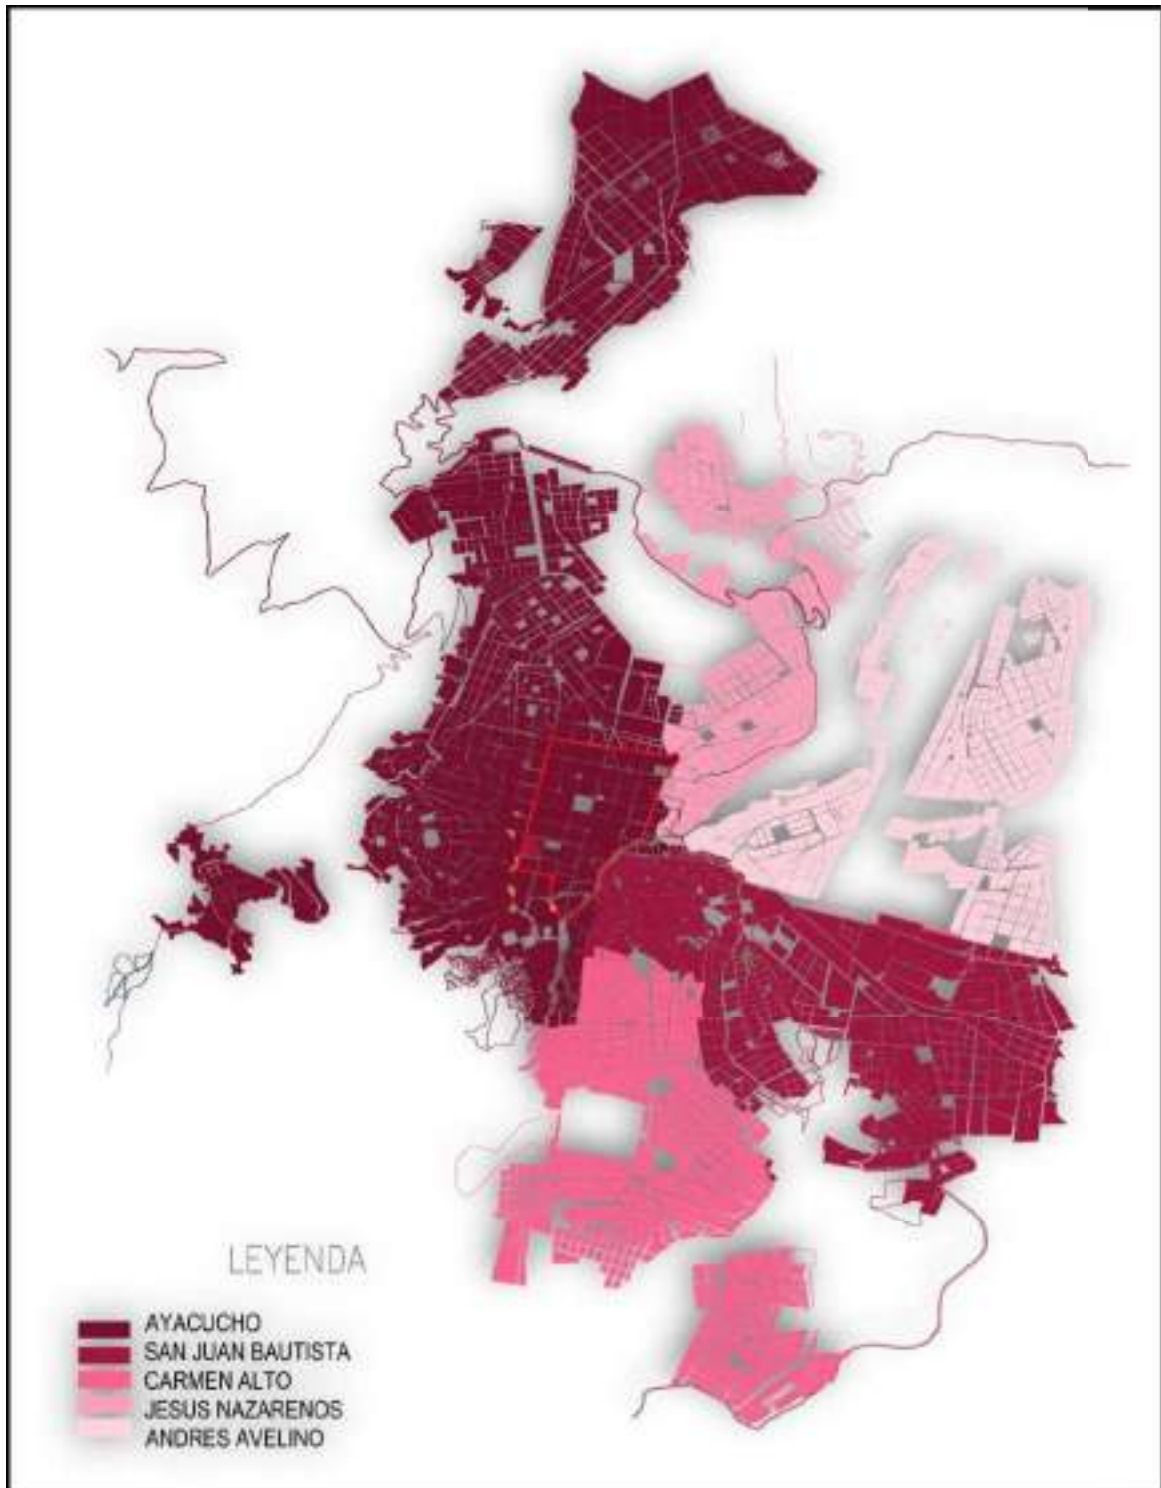 LEYENDA
AYACUCHO
SAN JUAN BAUTISTA
CARMEN ALTO
JESUS NAZARENOS
ANDRES AVELINO